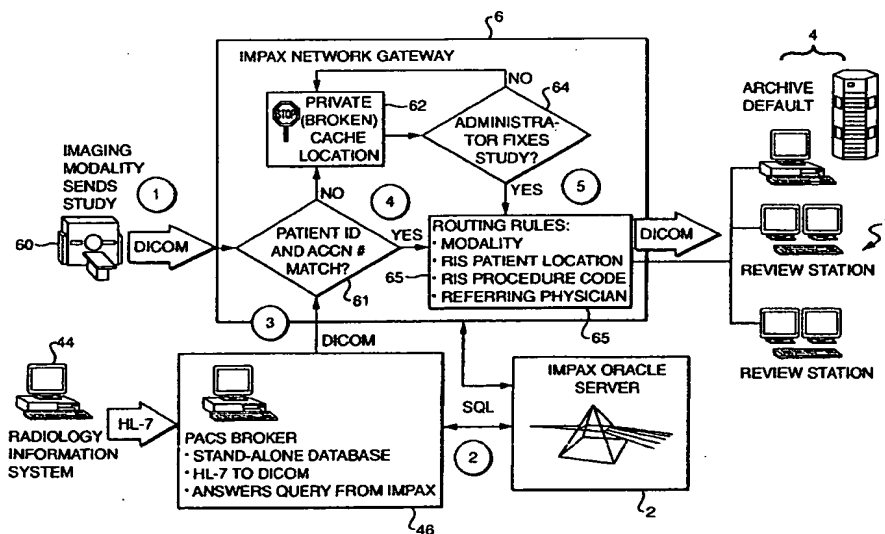 6
IMPAX NETWORK GATEWAY
4
ARCHIVE
DEFAULT
NO
64
STOP
PRIVATE
(BROKEN)
CACHE
LOCATION
62
ADMINISTRA-
TOR FIXES
STUDY?
IMAGING
MODALITY
SENDS
STUDY
1
NO
4
YES
5
60
DICOM
PATIENT ID
AND ACCN #
MATCH?
YES
61
ROUTING RULES:
• MODALITY
• RIS PATIENT LOCATION
• RIS PROCEDURE CODE
• REFERRING PHYSICIAN
65
65
DICOM
REVIEW STATION
REVIEW STATION
3
DICOM
44
HL-7
RADIOLOGY
INFORMATION
SYSTEM
PACS BROKER
• STAND-ALONE DATABASE
• HL-7 TO DICOM
• ANSWERS QUERY FROM IMPAX
46
SQL
2
IMPAX ORACLE
SERVER
2